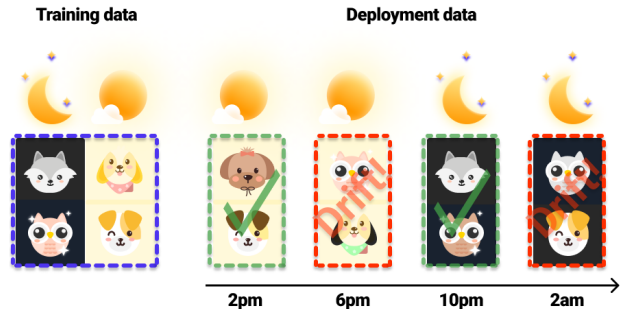 Training data
Deployment data
Drift!
Drift!
2pm
6pm
10pm
2am